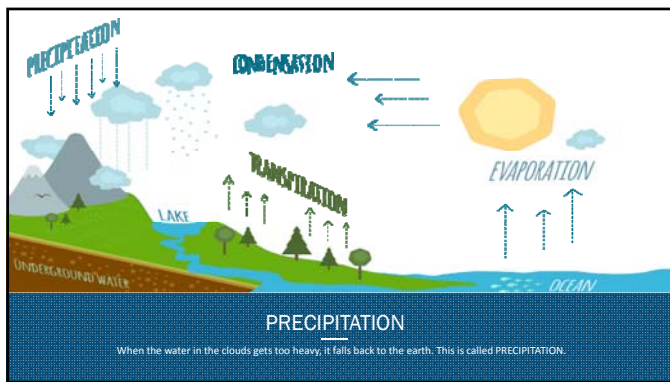 PRECIPITATION
CONDENSATION
TRANSPIRATION
EVAPORATION
LAKE
UNDERGROUND WATER
OCEAN
PRECIPITATION
When the water in the clouds gets too heavy, it falls back to the earth. This is called PRECIPITATION.